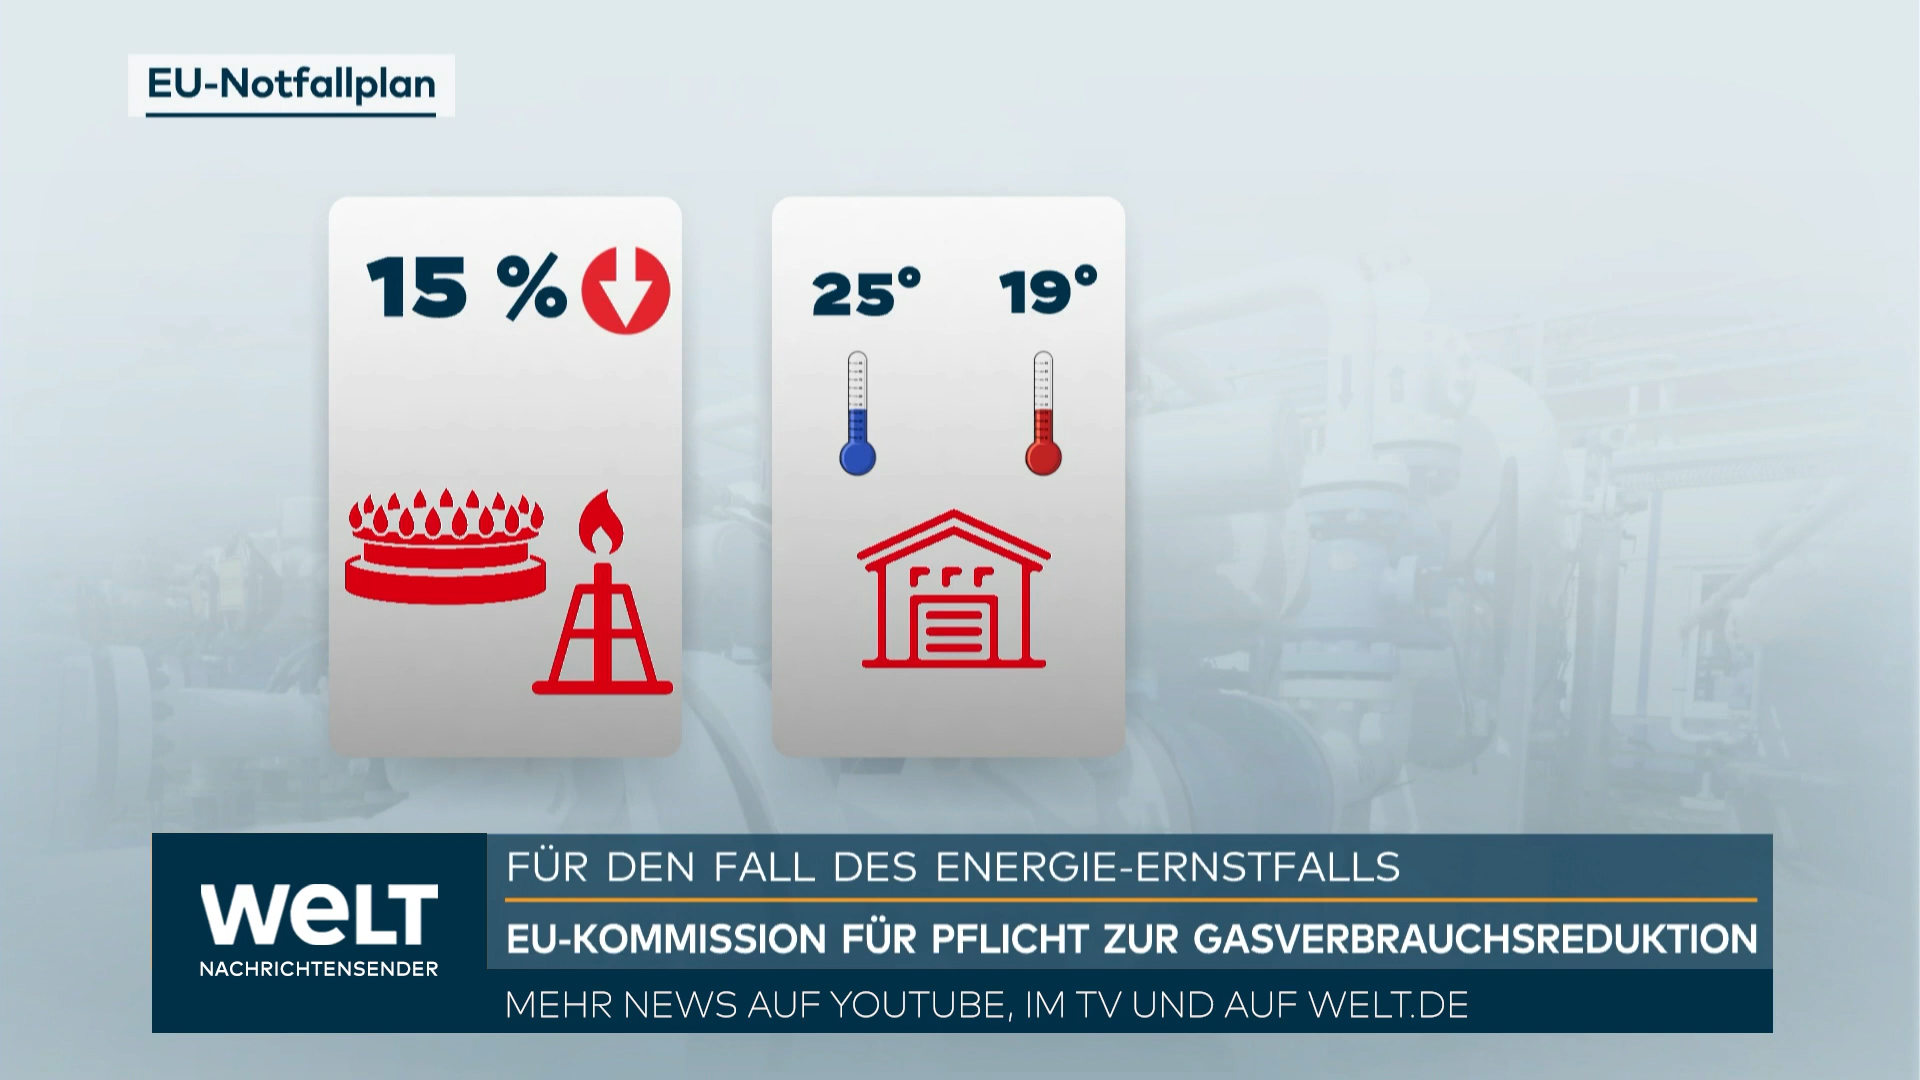 EU-Notfallplan
15 %
25° 19°
FÜR DEN FALL DES ENERGIE-ERNSTFALLS
EU-KOMMISSION FÜR PFLICHT ZUR GASVERBRAUCHSREDUKTION
WELT
NACHRICHTENSENDER
MEHR NEWS AUF YOUTUBE, IM TV UND AUF WELT.DE